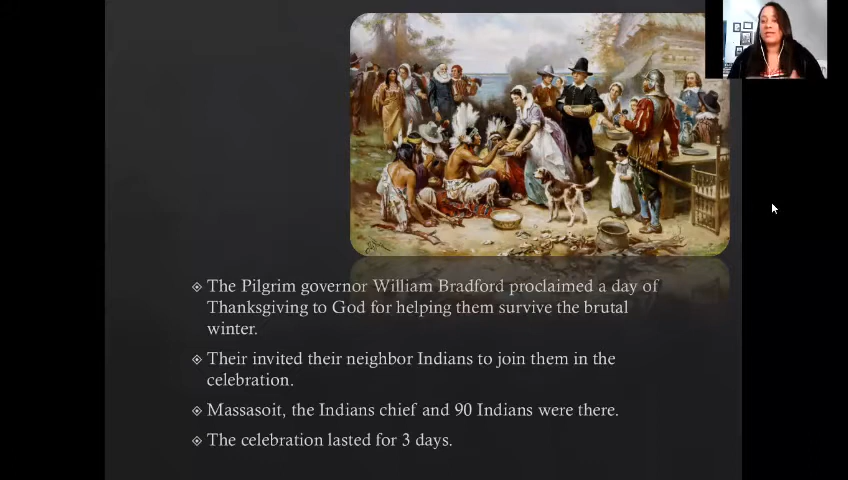 The Pilgrim governor William Bradford proclaimed a day of
Thanksgiving to God for helping them survive the brutal
winter.
Their invited their neighbor Indians to join them in the
celebration.
Massasoit, the Indians chief and 90 Indians were there.
The celebration lasted for 3 days.